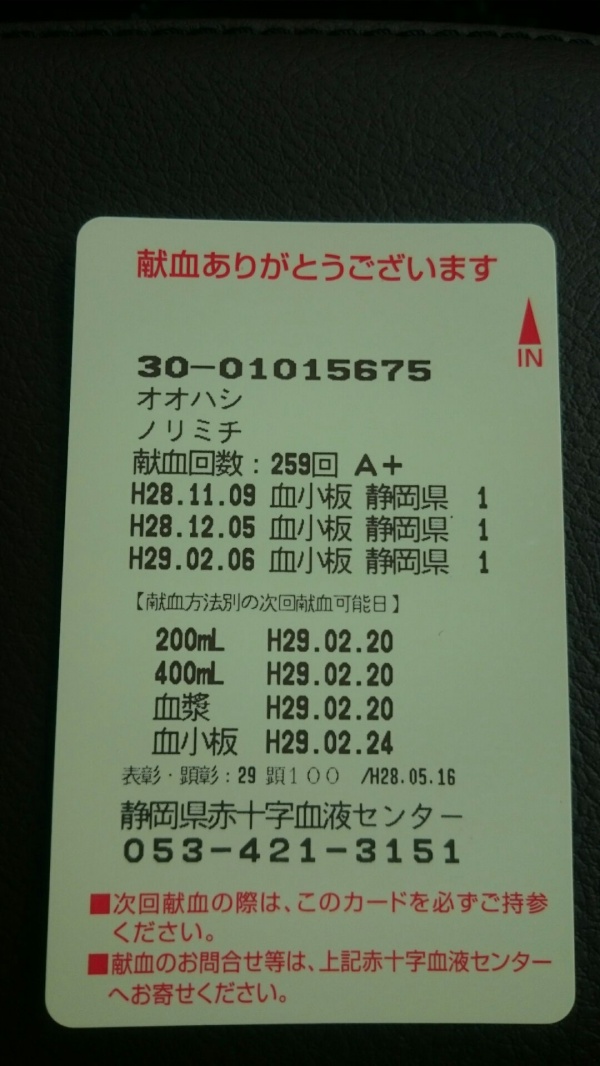 献血ありがとうございます
IN
30-01015675
オオハシ
ノリミチ
献血回数：259回 A+
H28.11.09 血小板 静岡県 1
H28.12.05 血小板 静岡県 1
H29.02.06 血小板 静岡県 1
【献血方法別の次回献血可能日】
200mL H29.02.20
400mL H29.02.20
血漿 H29.02.20
血小板 H29.02.24
表彰・顕彰：29 顕１００ /H28.05.16
静岡県赤十字血液センター
053-421-3151
■次回献血の際は、このカードを必ずご持参
ください。
■献血のお問合せ等は、上記赤十字血液センター
へお寄せください。